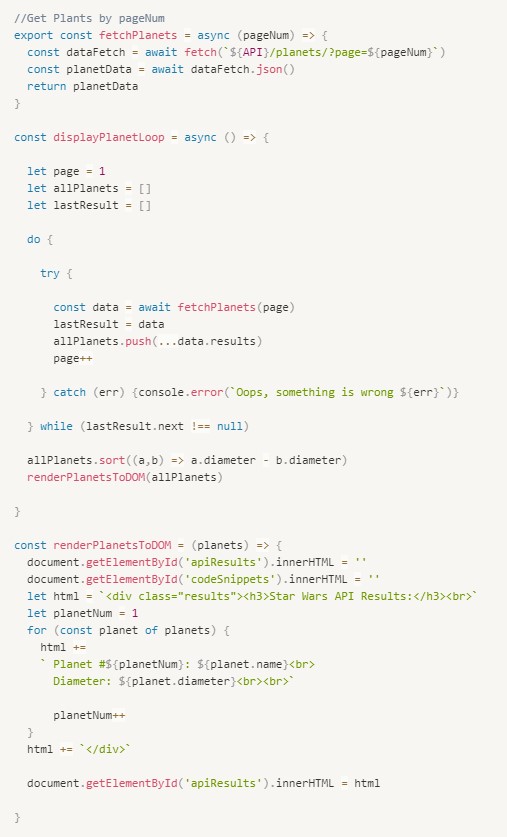 //Get Plants by pageNum
export const fetchPlanets = async (pageNum) => {
  const dataFetch = await fetch(`${API}/planets/?page=${pageNum}`)
  const planetData = await dataFetch.json()
  return planetData
}

const displayPlanetLoop = async () => {

  let page = 1
  let allPlanets = []
  let lastResult = []

  do {

    try {

      const data = await fetchPlanets(page)
      lastResult = data
      allPlanets.push(...data.results)
      page++

    } catch (err) {console.error(`Oops, something is wrong ${err}`)}

  } while (lastResult.next !== null)

  allPlanets.sort((a,b) => a.diameter - b.diameter)
  renderPlanetsToDOM(allPlanets)

}

const renderPlanetsToDOM = (planets) => {
  document.getElementById('apiResults').innerHTML = ''
  document.getElementById('codeSnippets').innerHTML = ''
  let html = `<div class="results"><h3>Star Wars API Results:</h3><br>`
  let planetNum = 1
  for (const planet of planets) {
    html +=
    ` Planet #${planetNum}: ${planet.name}<br>
      Diameter: ${planet.diameter}<br><br>`

      planetNum++
  }
  html += `</div>`

  document.getElementById('apiResults').innerHTML = html

}